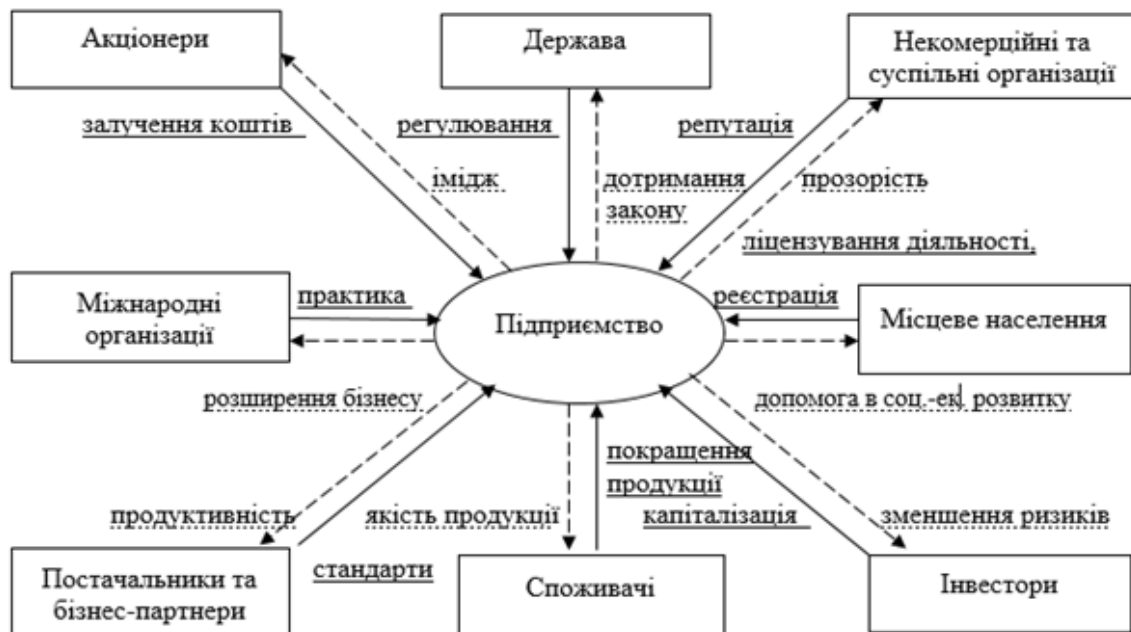 Акціонери
Держава
Некомерційні та
суспільні організації
залучення коштів
регулювання
репутація
імідж
дотримання
закону
прозорість
ліцензування діяльності,
реєстрація
Міжнародні
організації
практика
Підприємство
Місцеве населення
розширення бізнесу
допомога в соц.-ек. розвитку
покращення
продукції
продуктивність
якість продукції
капіталізація
зменшення ризиків
стандарти
Постачальники та
бізнес-партнери
Споживачі
Інвестори